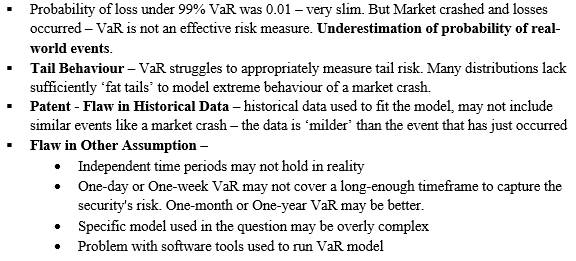 ▪ Probability of loss under 99% VaR was 0.01 – very slim. But Market crashed and losses
occurred – VaR is not an effective risk measure. Underestimation of probability of real-
world events.
▪ Tail Behaviour – VaR struggles to appropriately measure tail risk. Many distributions lack
sufficiently ‘fat tails’ to model extreme behaviour of a market crash.
▪ Patent - Flaw in Historical Data – historical data used to fit the model, may not include
similar events like a market crash – the data is ‘milder’ than the event that has just occurred
▪ Flaw in Other Assumption –
• Independent time periods may not hold in reality
• One-day or One-week VaR may not cover a long-enough timeframe to capture the
security's risk. One-month or One-year VaR may be better.
• Specific model used in the question may be overly complex
• Problem with software tools used to run VaR model